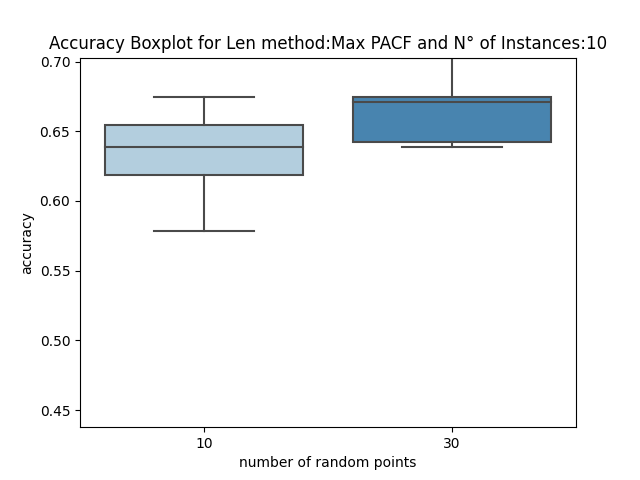 Accuracy Boxplot for Len method:Max PACF and N° of Instances:10
0.70
0.65
0.60
0.55
0.50
0.45
accuracy
10
30
number of random points